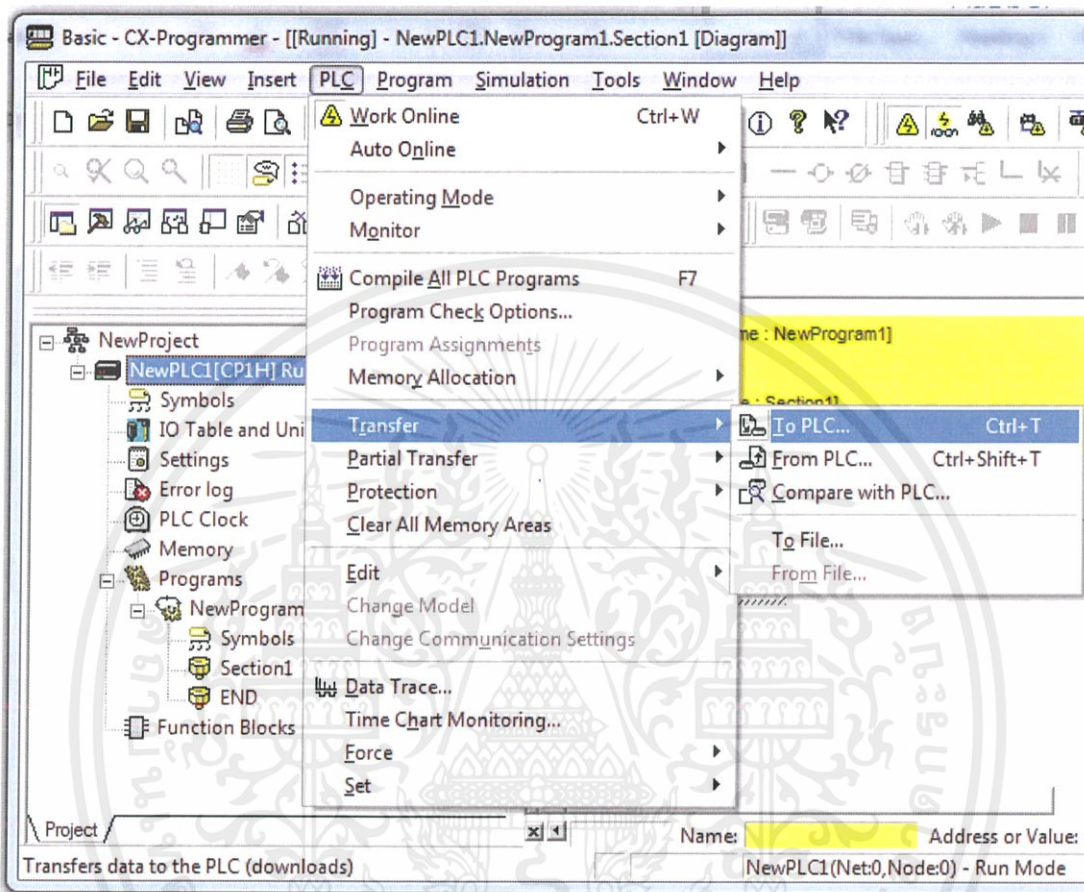 Basic - CX-Programmer - [[Running] - NewPLC1.NewProgram1.Section1 [Diagram]]
File Edit View Insert PLC Program Simulation Tools Window Help
Work Online Ctrl+W
Auto Online
Operating Mode
Monitor
Compile All PLC Programs F7
Program Check Options...
Program Assignments
Memory Allocation
Transfer
Partial Transfer
Protection
Clear All Memory Areas
Edit
Change Model
Change Communication Settings
Data Trace...
Time Chart Monitoring...
Force
Set
To PLC... Ctrl+T
From PLC... Ctrl+Shift+T
Compare with PLC...
To File...
From File...
NewProject
NewPLC1[CP1H] Ru
Symbols
IO Table and Uni
Settings
Error log
PLC Clock
Memory
Programs
NewProgram
Symbols
Section1
END
Function Blocks
me : NewProgram1]
e : Section1]
Project
Name: Address or Value:
Transfers data to the PLC (downloads)
NewPLC1(Net:0,Node:0) - Run Mode